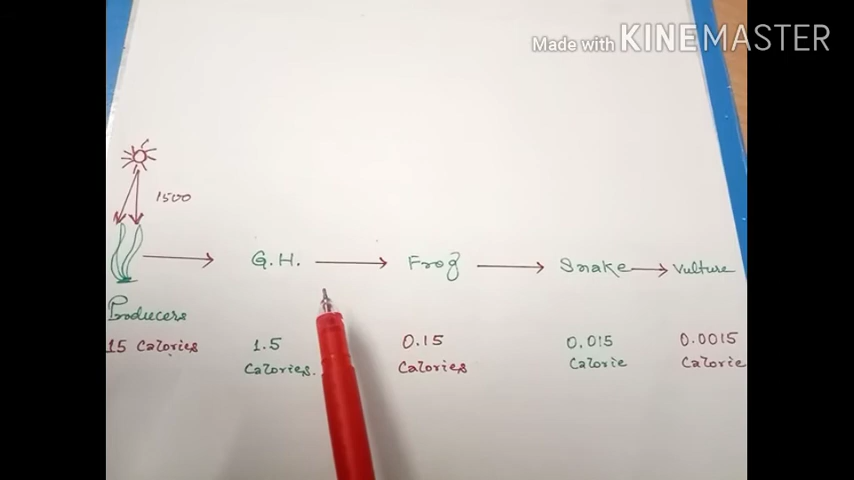 Made with KINEMASTER
1500
G.H. Frog Snake Vulture
Producers
15 Calories 1.5 0.15 0.015 0.0015
Calories. Calories Calorie Calorie